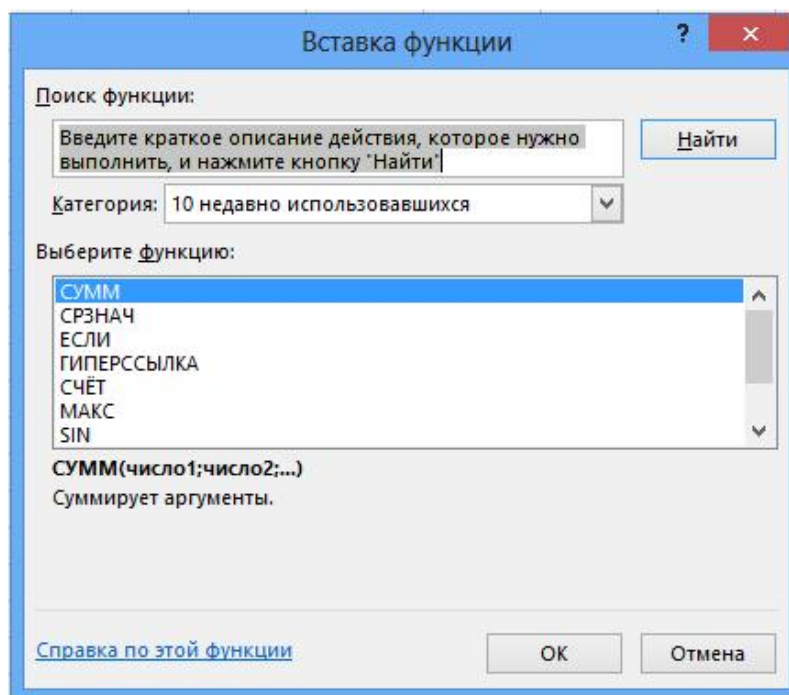 Вставка функции
?
Поиск функции:
Введите краткое описание действия, которое нужно
выполнить, и нажмите кнопку "Найти"
Найти
Категория: 10 недавно использовавшихся
Выберите функцию:
СУММ
СРЗНАЧ
ЕСЛИ
ГИПЕРССЫЛКА
СЧЁТ
МАКС
SIN
СУММ(число1;число2;...)
Суммирует аргументы.
Справка по этой функции
ОК
Отмена